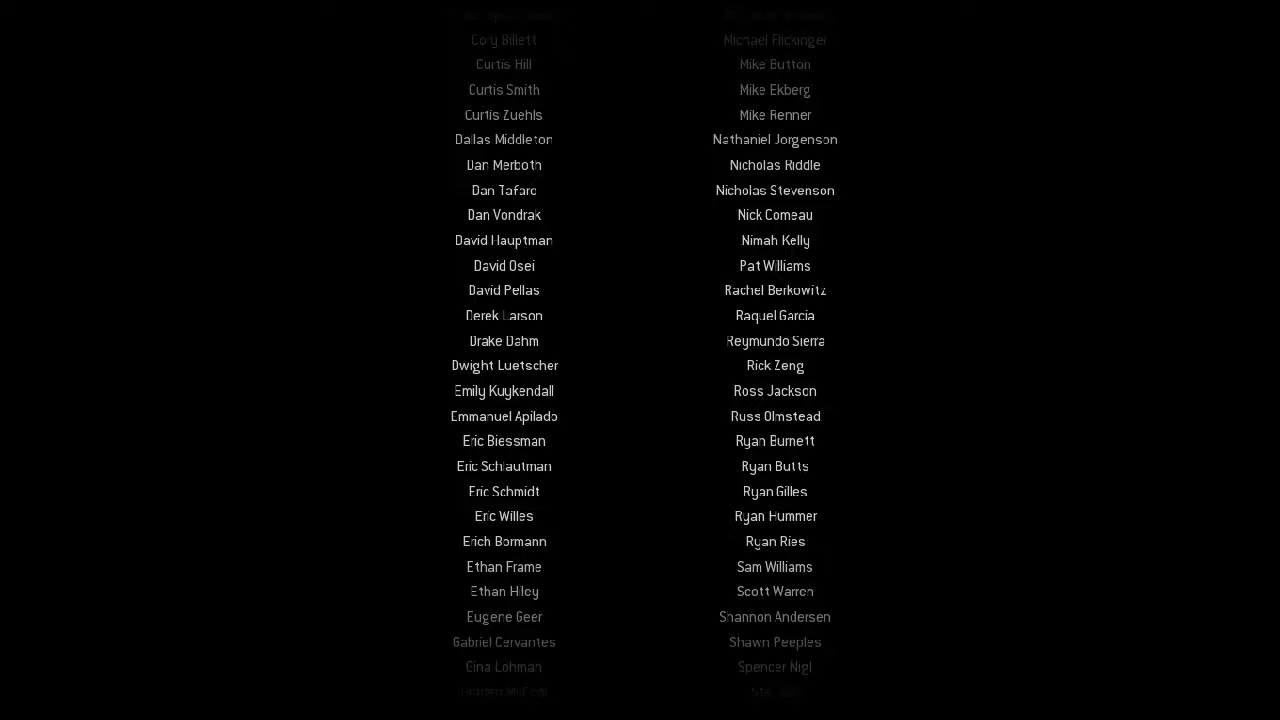 Cory Billett
Curtis Hill
Curtis Smith
Curtis Zuehls
Dallas Middleton
Dan Merboth
Dan Tafaro
Dan Vondrak
David Hauptman
David Osei
David Pellas
Derek Larson
Drake Dahm
Dwight Luetscher
Emily Kuykendall
Emmanuel Apilado
Eric Biessman
Eric Schlautman
Eric Schmidt
Eric Willes
Erich Bormann
Ethan Frame
Ethan Hiley
Eugene Geer
Gabriel Cervantes
Gina Lohman
Michael Flickinger
Mike Button
Mike Ekberg
Mike Renner
Nathaniel Jorgenson
Nicholas Riddle
Nicholas Stevenson
Nick Comeau
Nimah Kelly
Pat Williams
Rachel Berkowitz
Raquel Garcia
Reymundo Sierra
Rick Zeng
Ross Jackson
Russ Olmstead
Ryan Burnett
Ryan Butts
Ryan Gilles
Ryan Hummer
Ryan Ries
Sam Williams
Scott Warren
Shannon Andersen
Shawn Peeples
Spencer Nigl